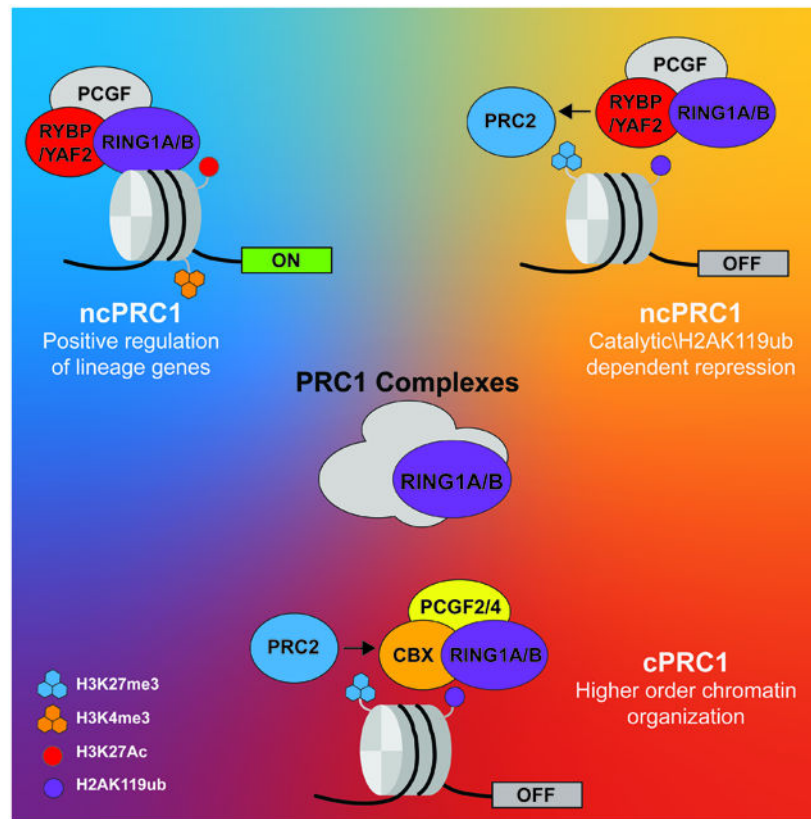 PCGF
RYBP
/YAF2
RING1A/B
ON
ncPRC1
Positive regulation
of lineage genes
PCGF
PRC2
RYBP
/YAF2
RING1A/B
OFF
ncPRC1
Catalytic\H2AK119ub
dependent repression
PRC1 Complexes
RING1A/B
PCGF2/4
PRC2
CBX
RING1A/B
OFF
cPRC1
Higher order chromatin
organization
H3K27me3
H3K4me3
H3K27Ac
H2AK119ub